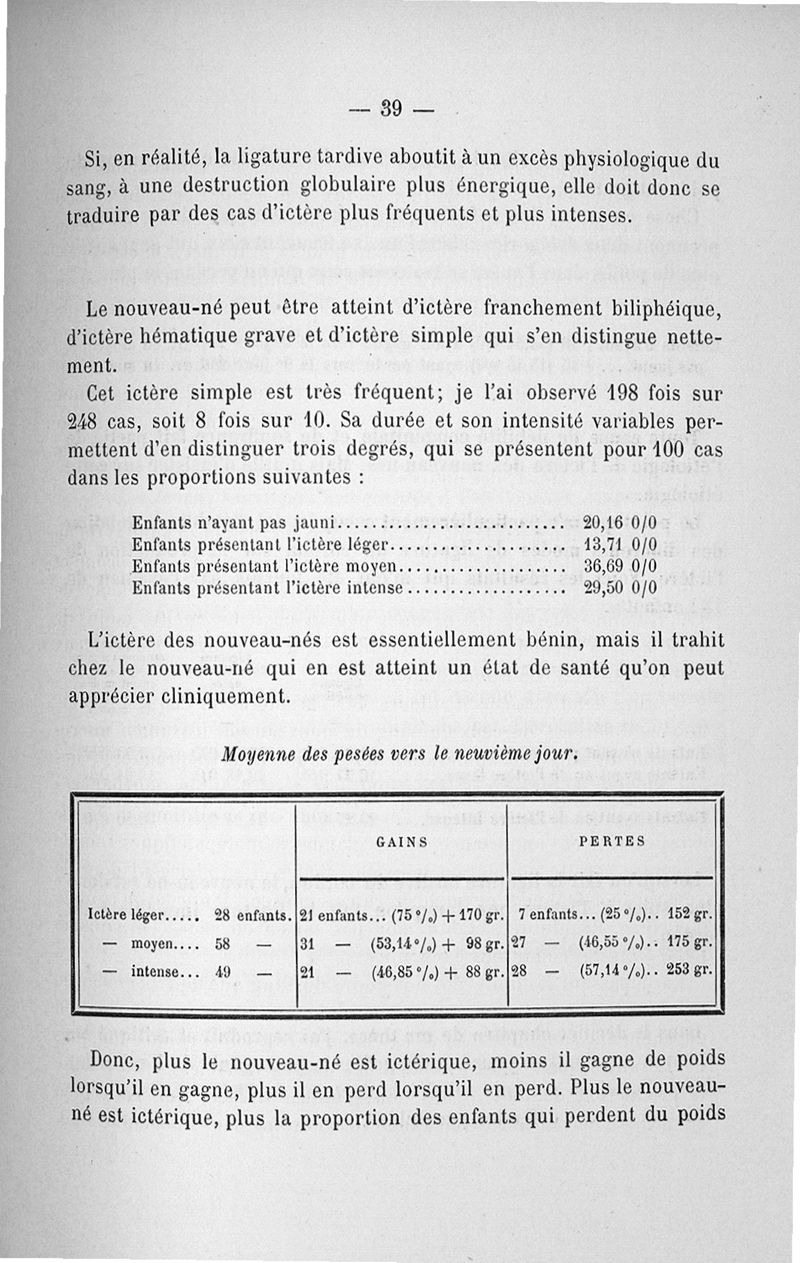 — 39 —
Si, en réalité, la ligature tardive aboutit à un excès physiologique du
sang, à une destruction globulaire plus énergique, elle doit donc se
traduire par des cas d'ictère plus fréquents et plus intenses.
Le nouveau-né peut être atteint d'ictère franchement biliphéique,
d'ictère hématique grave et d'ictère simple qui s'en distingue nette-
ment.
Cet ictère simple est très fréquent; je l'ai observé 198 fois sur
248 cas, soit 8 fois sur 10. Sa durée et son intensité variables per-
mettent d'en distinguer trois degrés, qui se présentent pour 100 cas
dans les proportions suivantes :
Enfants n'ayant pas jauni........................... 20,16 0/0
Enfants présentant l'ictère léger..................... 13,71 0/0
Enfants présentant l'ictère moyen.................... 36,69 0/0
Enfants présentant l'ictère intense................... 29,50 0/0
L'ictère des nouveau-nés est essentiellement bénin, mais il trahit
chez le nouveau-né qui en est atteint un état de santé qu'on peut
apprécier cliniquement.
Moyenne des pesées vers le neuvième jour.
GAINS PERTES
Ictère léger..... 28 enfants. 21 enfants... (75 %) + 170 gr. 7 enfants... (25 %).. 152 gr.
— moyen.... 58 — 31 — (53,14 %) + 98 gr. 27 — (46,55 %).. 175 gr.
— intense... 49 — 21 — (46,85 %) + 88 gr. 28 — (57,14 %).. 253 gr.
Donc, plus le nouveau-né est ictérique, moins il gagne de poids
lorsqu'il en gagne, plus il en perd lorsqu'il en perd. Plus le nouveau-
né est ictérique, plus la proportion des enfants qui perdent du poids